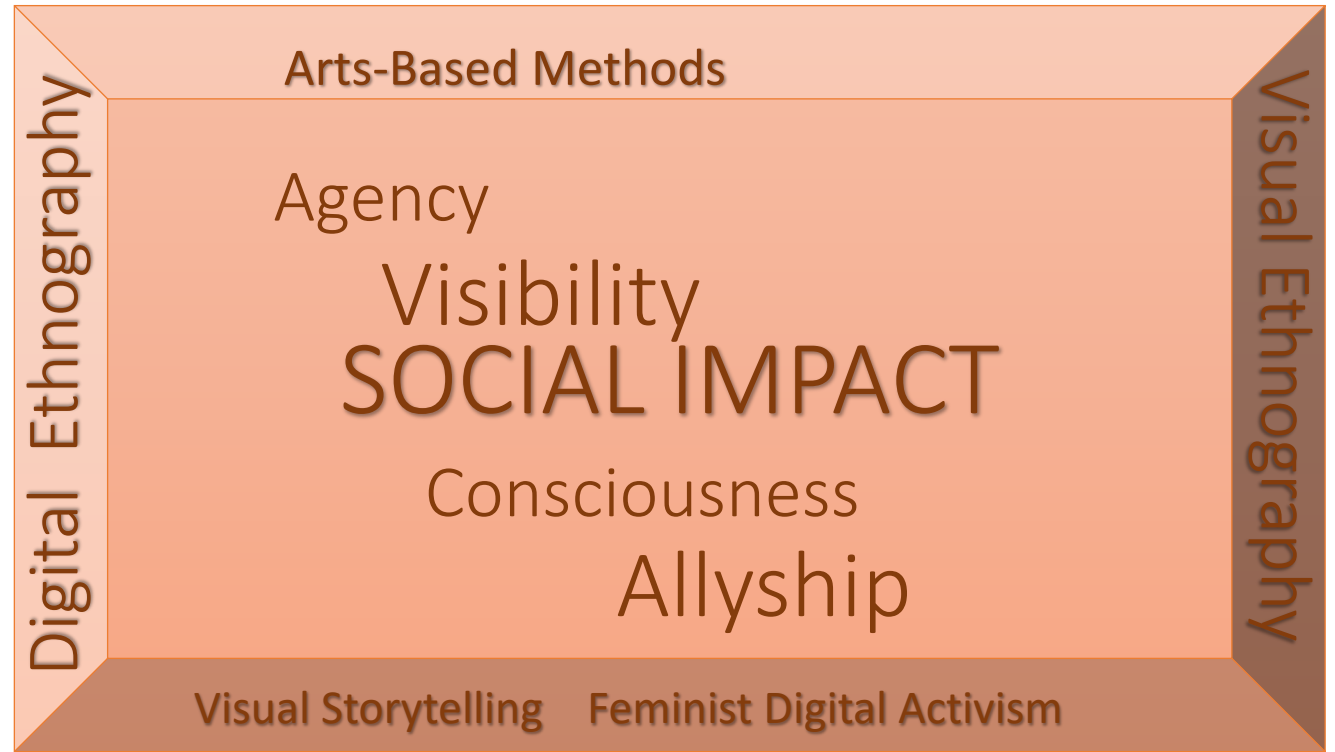 Arts-Based Methods
Digital Ethnography
Agency
Visibility
SOCIAL IMPACT
Consciousness
Allyship
Visual Ethnography
Visual Storytelling Feminist Digital Activism